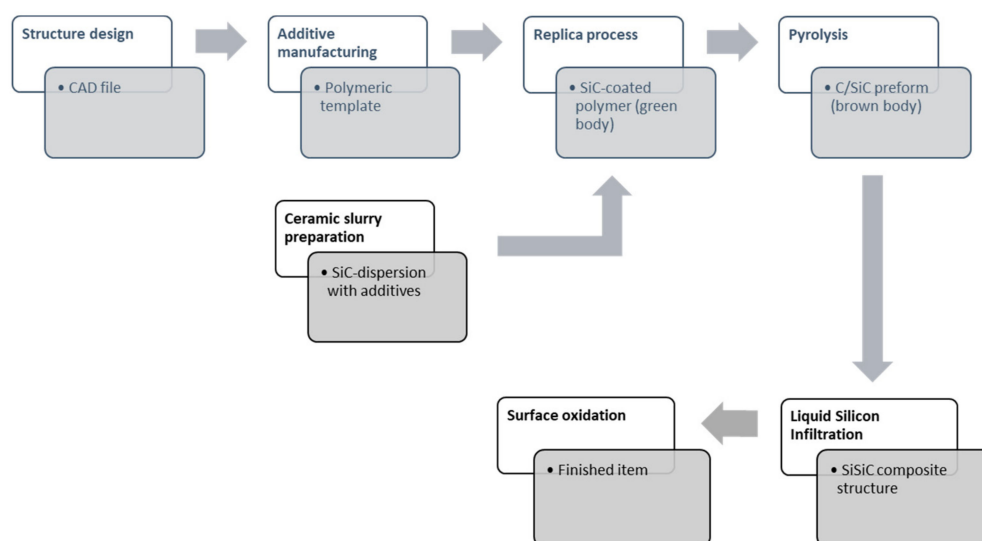 Structure design
• CAD file
Additive
manufacturing
• Polymeric
template
Replica process
• SiC-coated
polymer (green
body)
Pyrolysis
• C/SiC preform
(brown body)
Ceramic slurry
preparation
• SiC-dispersion
with additives
Surface oxidation
• Finished item
Liquid Silicon
Infiltration
• SiSiC composite
structure